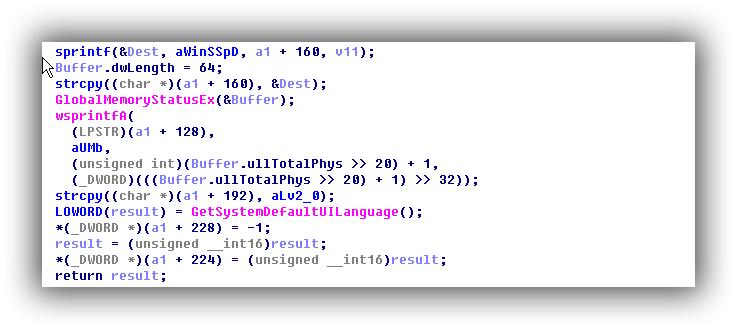 sprintf(&Dest, aWinSSpD, a1 + 160, v11);
Buffer.dwLength = 64;
strcpy((char *)(a1 + 160), &Dest);
GlobalMemoryStatusEx(&Buffer);
wsprintfA(
(LPSTR)(a1 + 128),
aUMb,
(unsigned int)(Buffer.ullTotalPhys >> 20) + 1,
(_DWORD)(((Buffer.ullTotalPhys >> 20) + 1) >> 32));
strcpy((char *)(a1 + 192), aLv2_0);
LOWORD(result) = GetSystemDefaultUILanguage();
*(_DWORD *)(a1 + 228) = -1;
result = (unsigned __int16)result;
*(_DWORD *)(a1 + 224) = (unsigned __int16)result;
return result;